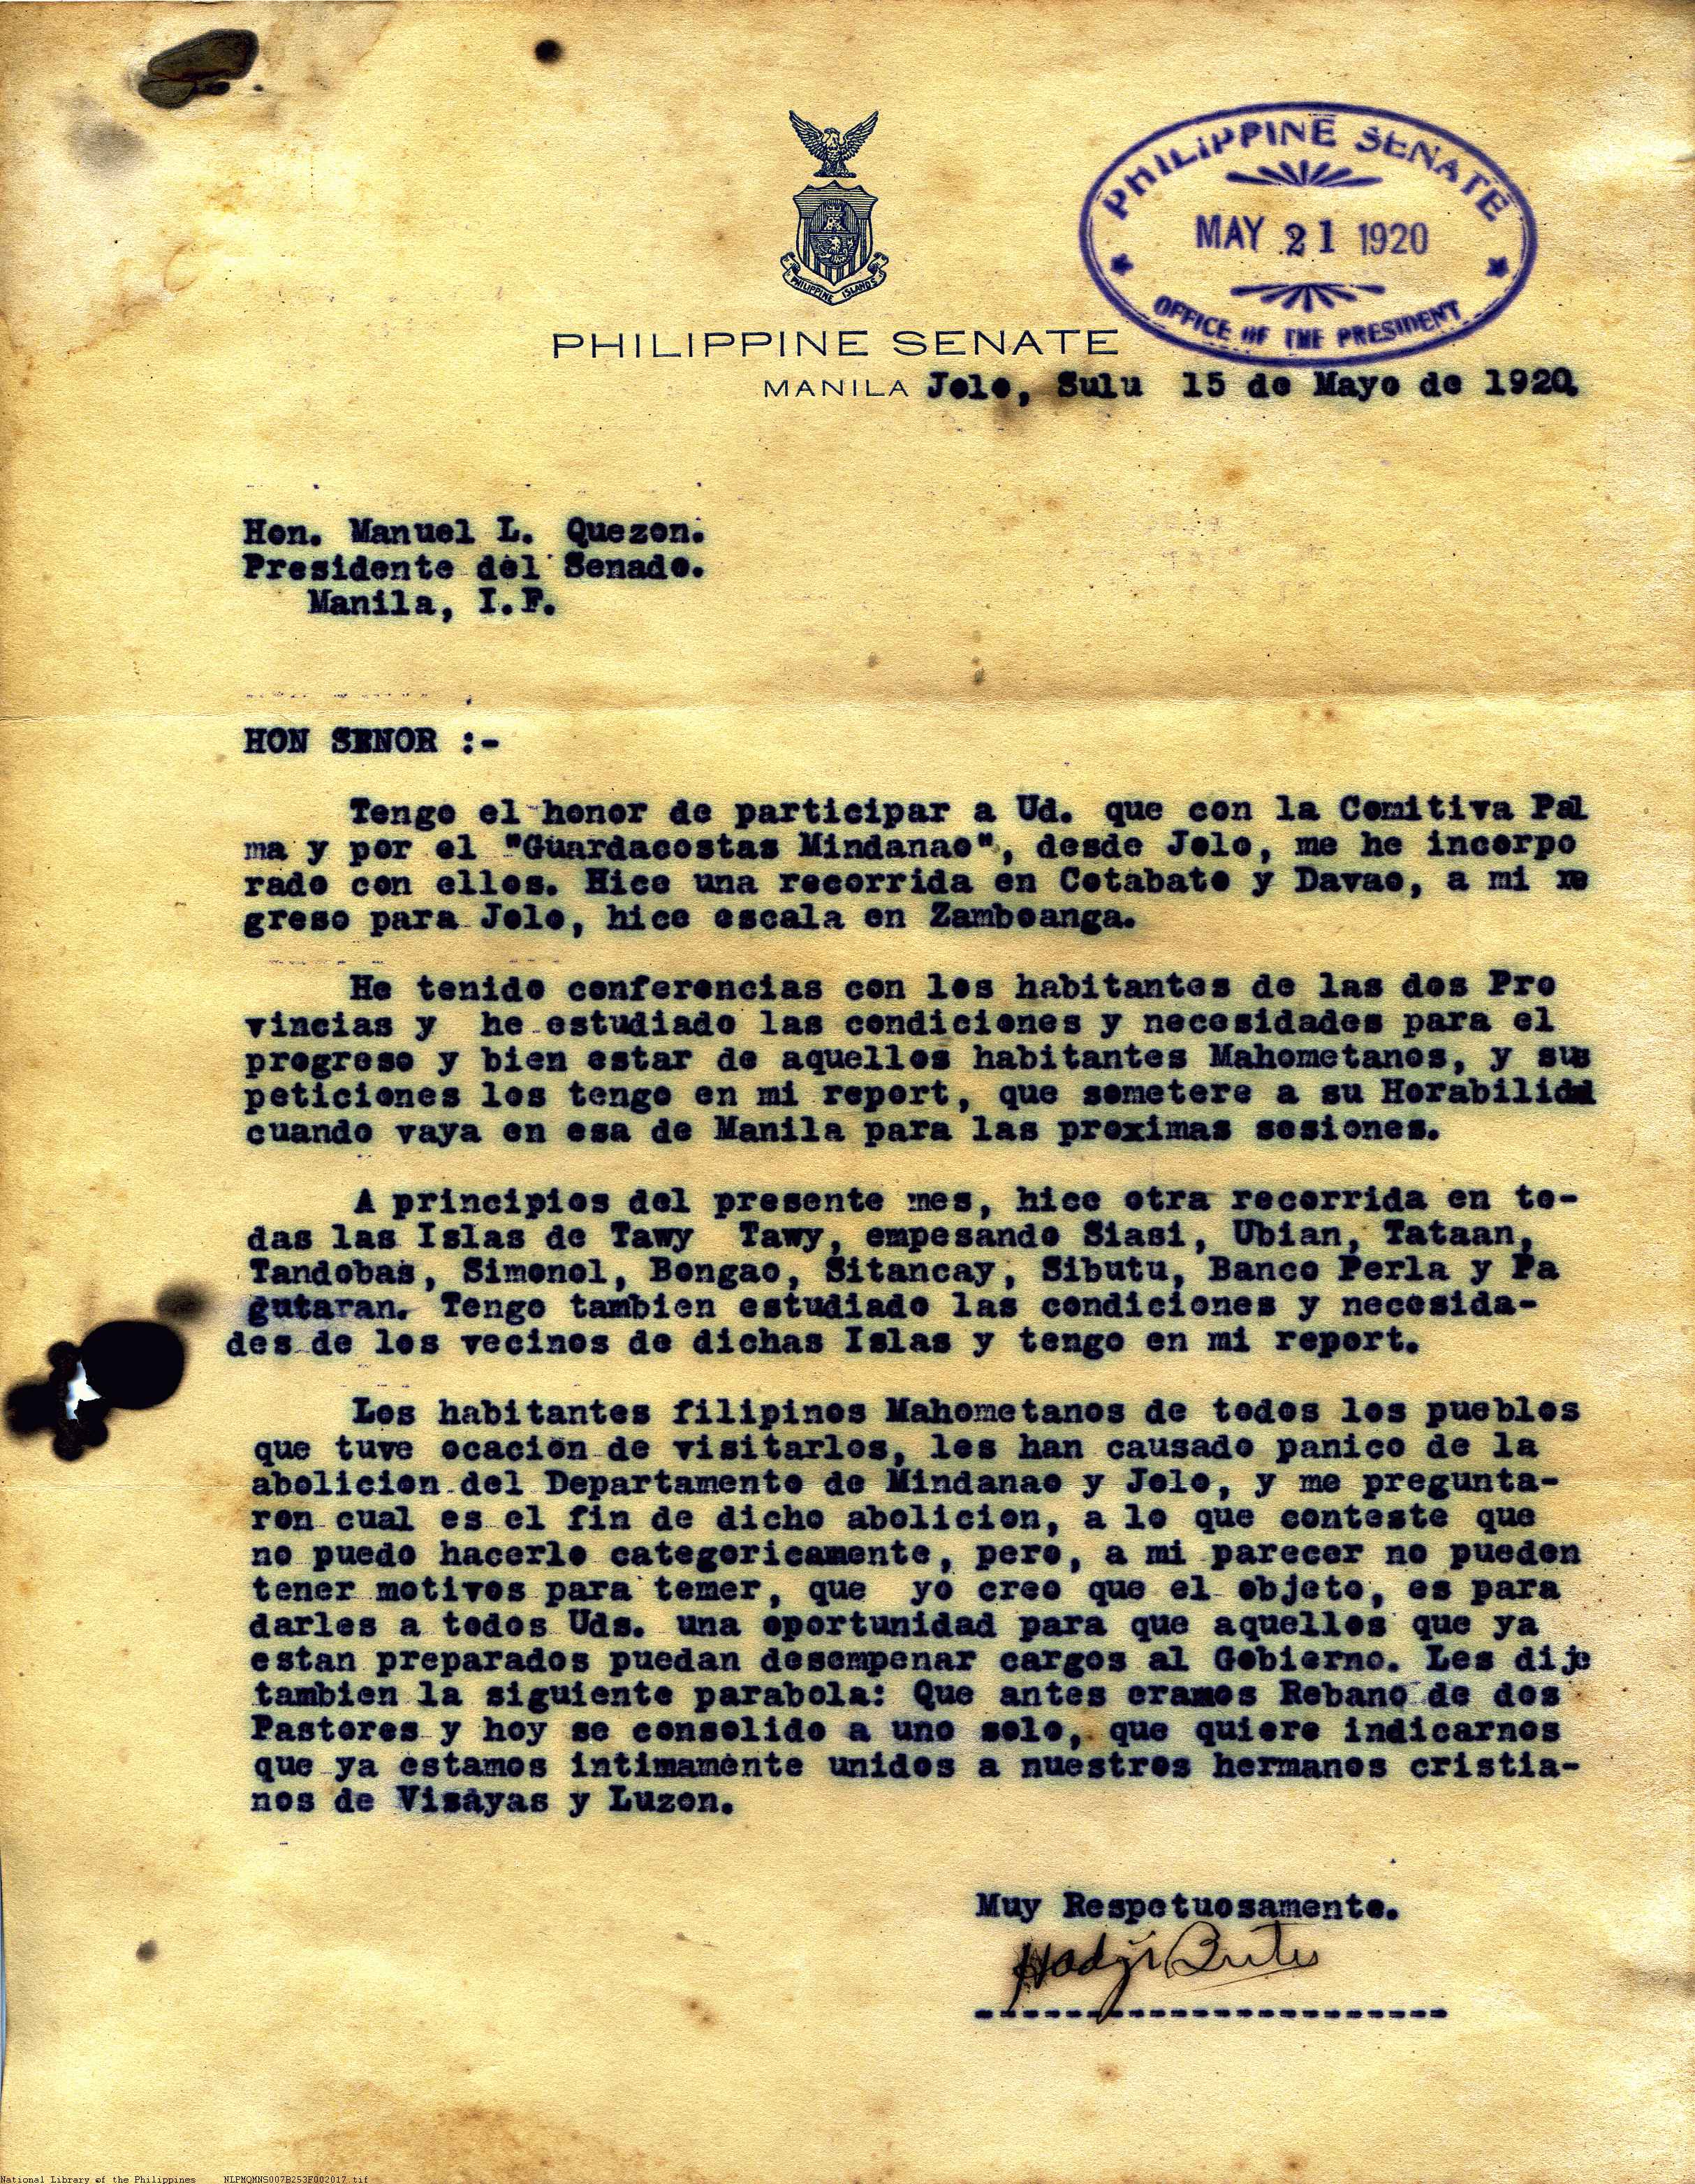 PHILIPPINE SENATE
MAY 21 1920
OFFICE OF THE PRESIDENT
PHILIPPINE ISLANDS
PHILIPPINE SENATE
MANILA Jolo, Sulu 15 de Mayo de 1920
Hon. Manuel L. Quezon.
Presidente del Senado.
Manila, I.F.
HON SENOR :-
Tengo el honor de participar a Ud. que con la Comitiva Pal
ma y por el "Guardacostas Mindanao", desde Jolo, me he incorpo
rado con ellos. Hice una recorrida en Cotabato y Davao, a mi re
greso para Jolo, hice escala en Zamboanga.
He tenido conferencias con los habitantes de las dos Pro
vincias y he estudiado las condiciones y necesidades para el
progreso y bien estar de aquellos habitantes Mahometanos, y sus
peticiones los tengo en mi report, que sometere a su Horabilidad
cuando vaya en esa de Manila para las proximas sesiones.
A principios del presente mes, hice otra recorrida en to-
das las Islas de Tawy Tawy, empesando Siasi, Ubian, Tataan,
Tandobas, Simonol, Bongao, Sitancay, Sibutu, Banco Perla y Pa
gutaran. Tengo tambien estudiado las condiciones y necesida-
des de los vecinos de dichas Islas y tengo en mi report.
Los habitantes filipinos Mahometanos de todos los pueblos
que tuve ocación de visitarlos, les han causado panico de la
abolicion del Departamento de Mindanao y Jolo, y me pregunta-
ron cual es el fin de dicho abolicion, a lo que conteste que
no puedo hacerlo categoricamente, pero, a mi parecer no pueden
tener motivos para temer, que yo creo que el objeto, es para
darles a todos Uds. una oportunidad para que aquellos que ya
estan preparados puedan desempenar cargos al Gobierno. Les dije
tambien la siguiente parabola: Que antes eramos Rebano de dos
Pastores y hoy se consolido a uno solo, que quiere indicarnos
que ya estamos intimamente unidos a nuestros hermanos cristia-
nos de Visayas y Luzon.
Muy Respetuosamente.
Hadji Butu
National Library of the Philippines NLPMQMNS007B253F002017.tif